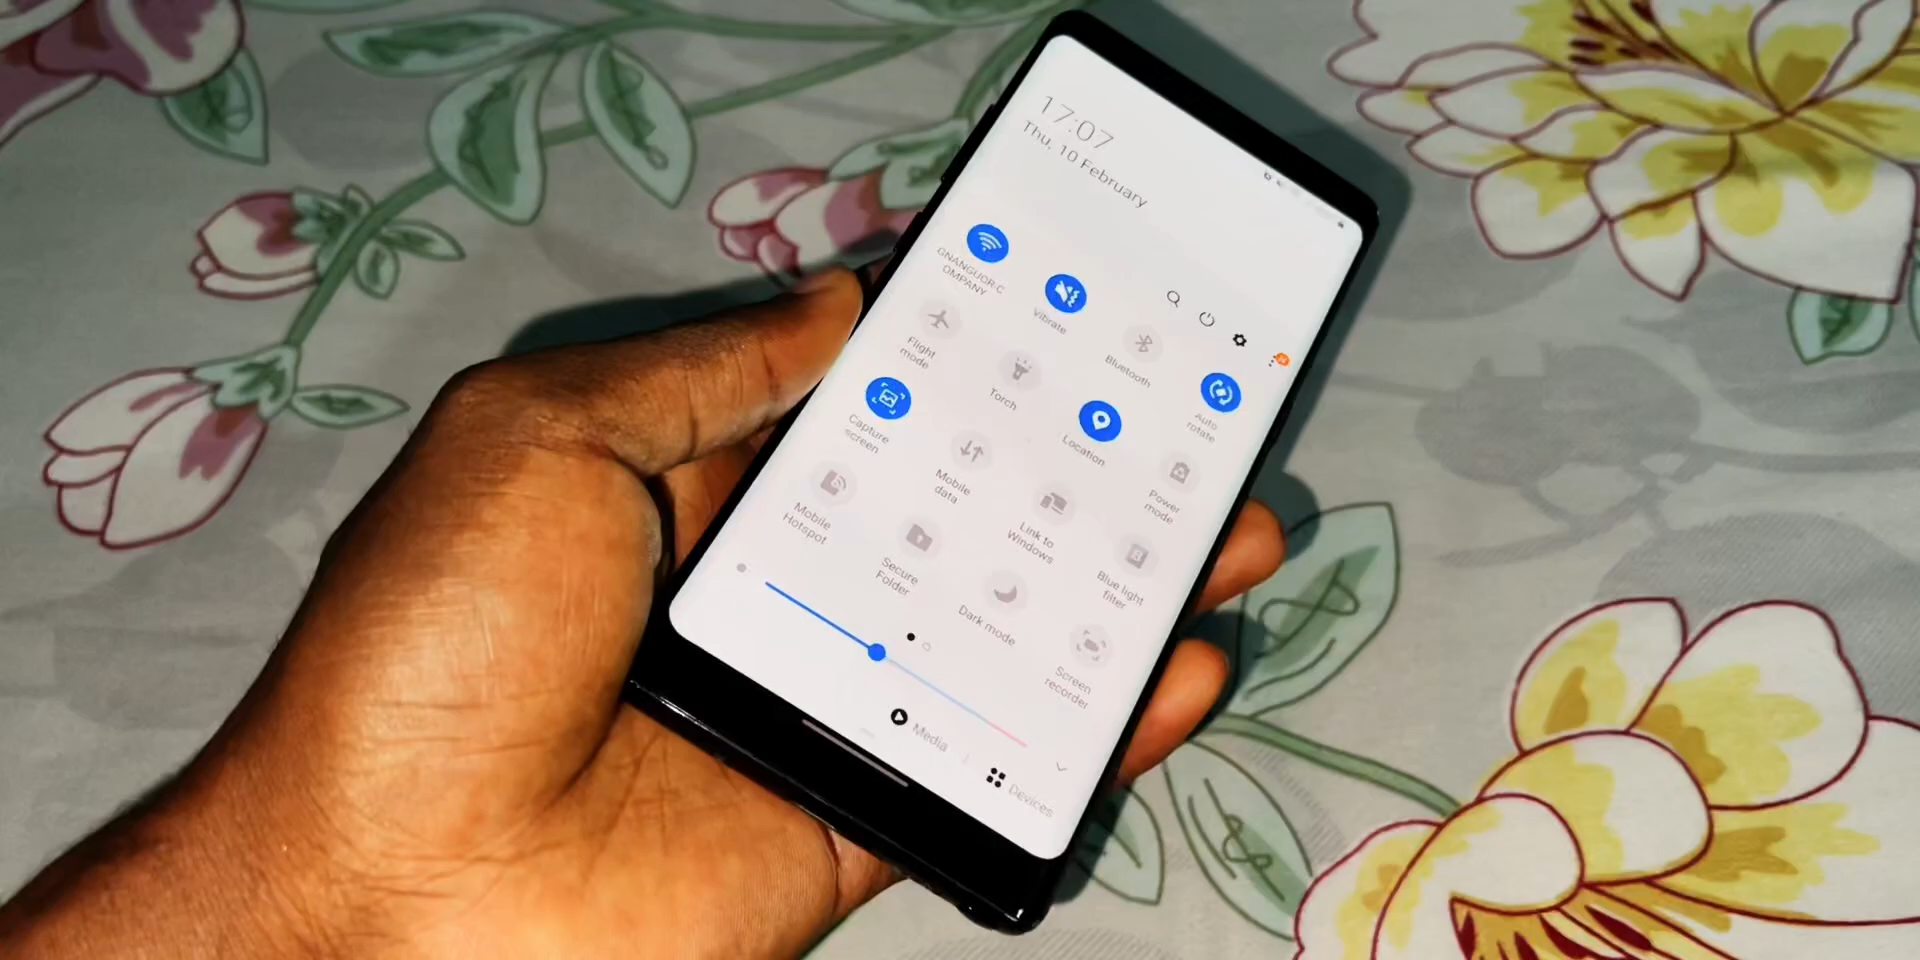 17:07
Thu, 10 February
GNANGUOR-C
OMPANY
Vibrate
Bluetooth
Auto
rotate
Flight
mode
Torch
Location
Power
mode
Capture
screen
Mobile
data
Link to
Windows
Blue light
filter
Mobile
Hotspot
Secure
Folder
Dark mode
Screen
recorder
Media
Devices